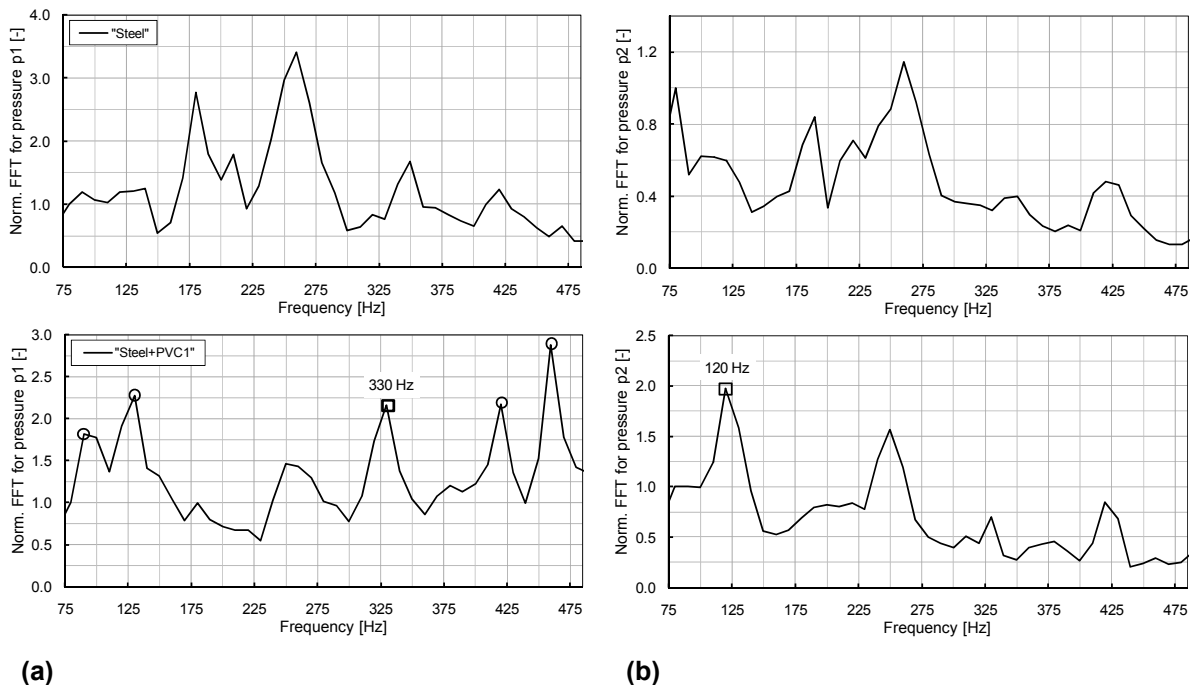 Norm. FFT for pressure p1 [-]
4.0
3.0
2.0
1.0
0.0
"Steel"
75 125 175 225 275 325 375 425 475
Frequency [Hz]
Norm. FFT for pressure p2 [-]
1.2
0.8
0.4
0.0
75 125 175 225 275 325 375 425 475
Frequency [Hz]
Norm. FFT for pressure p1 [-]
3.0
2.5
2.0
1.5
1.0
0.5
0.0
"Steel+PVC1"
330 Hz
75 125 175 225 275 325 375 425 475
Frequency [Hz]
Norm. FFT for pressure p2 [-]
2.5
2.0
1.5
1.0
0.5
0.0
120 Hz
75 125 175 225 275 325 375 425 475
Frequency [Hz]
(a)
(b)